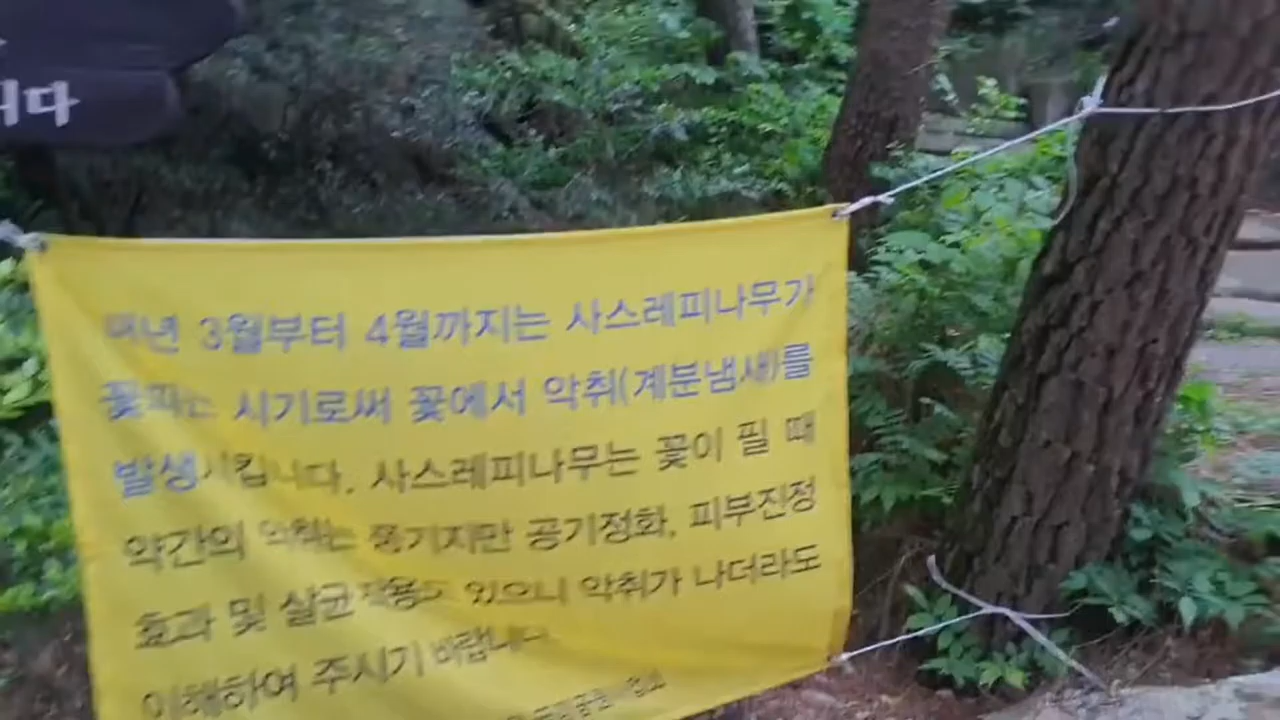 니다
매년 3월부터 4월까지는 사스레피나무가
꽃피는 시기로써 꽃에서 악취(계분냄새)를
발생시킵니다. 사스레피나무는 꽃이 필 때
약간의 악취는 풍기지만 공기정화, 피부진정
효과 및 살균작용도 있으니 악취가 나더라도
이해하여 주시기 바랍니다